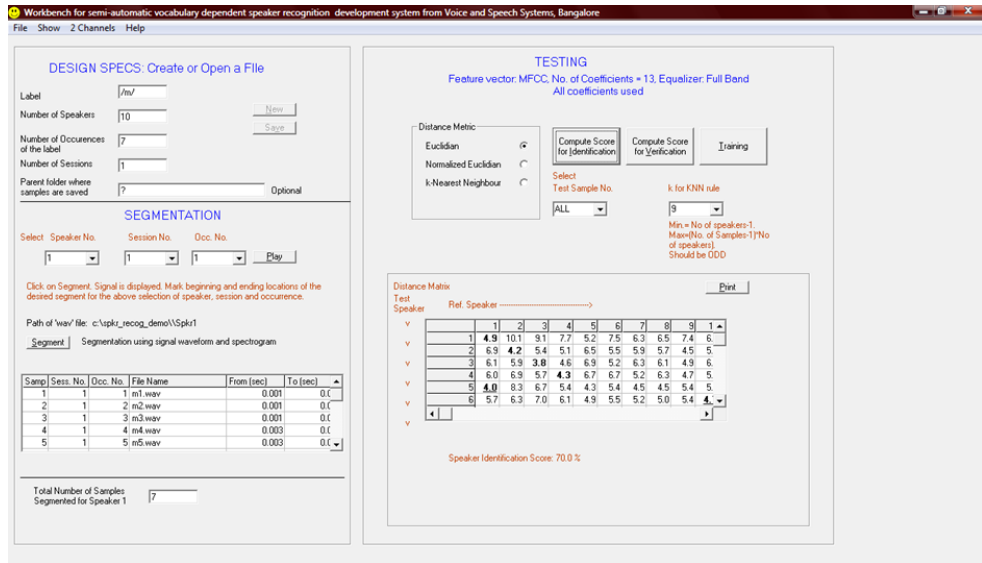 Workbench for semi-automatic vocabulary dependent speaker recognition development system from Voice and Speech Systems, Bangalore
File Show 2 Channels Help
DESIGN SPECS: Create or Open a FIle
Label /m/
Number of Speakers 10
New
Save
Number of Occurences
of the label 7
Number of Sessions 1
Parent folder where
samples are saved ? Optional
SEGMENTATION
Select Speaker No. Session No. Occ. No.
1 1 1 Play
Click on Segment. Signal is displayed. Mark beginning and ending locations of the
desired segment for the above selection of speaker, session and occurrence.
Path of 'wav' file: c:\spkr_recog_demo\\Spkr1
Segment Segmentation using signal waveform and spectrogram
Samp Sess. No. Occ. No. File Name From (sec) To (sec)
1 1 1 m1.wav 0.001 0.0
2 1 2 m2.wav 0.001 0.0
3 1 3 m3.wav 0.001 0.0
4 1 4 m4.wav 0.003 0.0
5 1 5 m5.wav 0.003 0.0
Total Number of Samples
Segmented for Speaker 1 7
TESTING
Feature vector: MFCC, No. of Coefficients = 13, Equalizer: Full Band
All coefficients used
Distance Metric
Euclidian
Normalized Euclidian
k-Nearest Neighbour
Compute Score
for Identification
Compute Score
for Verification
Training
Select
Test Sample No.
ALL
k for KNN rule
9
Min.= No of speakers-1.
Max=(No. of Samples-1)*No
of speakers).
Should be ODD
Distance Matrix
Print
Test
Speaker
Ref. Speaker ------------------------------->
v
v
v
v
v
v
1 2 3 4 5 6 7 8 9 1
1 4.9 10.1 9.1 7.7 5.2 7.5 6.3 6.5 7.4 6.
2 6.9 4.2 5.4 5.1 6.5 5.5 5.9 5.7 4.5 5.
3 6.1 5.9 3.8 4.6 6.9 5.2 6.3 6.1 4.9 6.
4 6.0 6.9 5.7 4.3 6.7 6.7 5.2 6.3 4.7 5.
5 4.0 8.3 6.7 5.4 4.3 5.4 4.5 4.5 5.4 5.
6 5.7 6.3 7.0 6.1 4.9 5.5 5.2 5.0 5.4 4.
Speaker Identification Score: 70.0 %